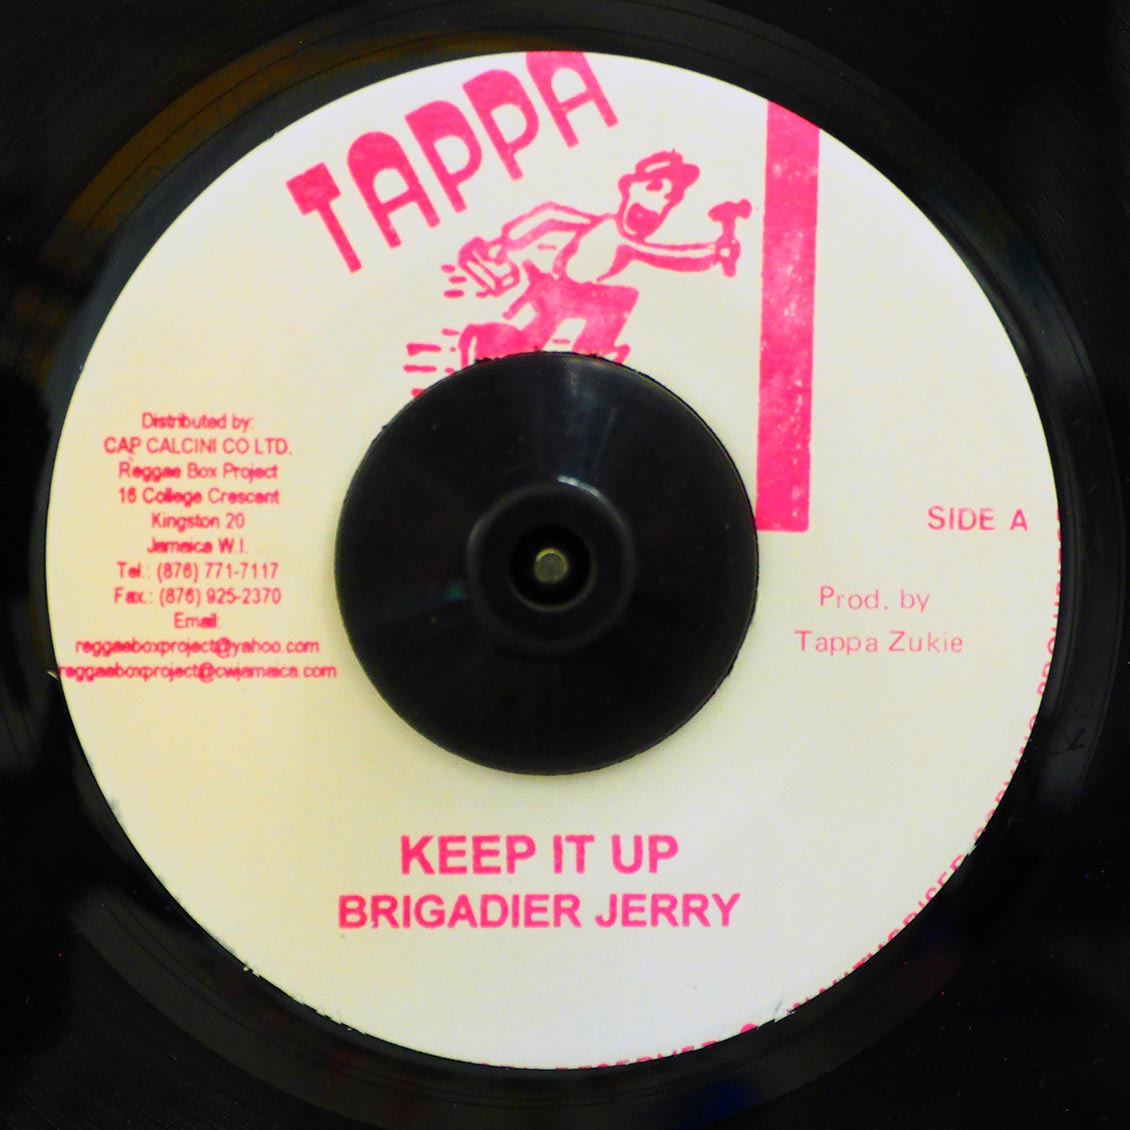 TAPPA
Distributed by:
CAP CALCINI CO LTD.
Reggae Box Project
16 College Crescent
Kingston 20
Jamaica W.I.
Tel.: (876) 771-7117
Fax.: (876) 925-2370
Email:
reggaeboxproject@yahoo.com
reggaeboxproject@cwjamaica.com
SIDE A
Prod. by
Tappa Zukie
KEEP IT UP
BRIGADIER JERRY